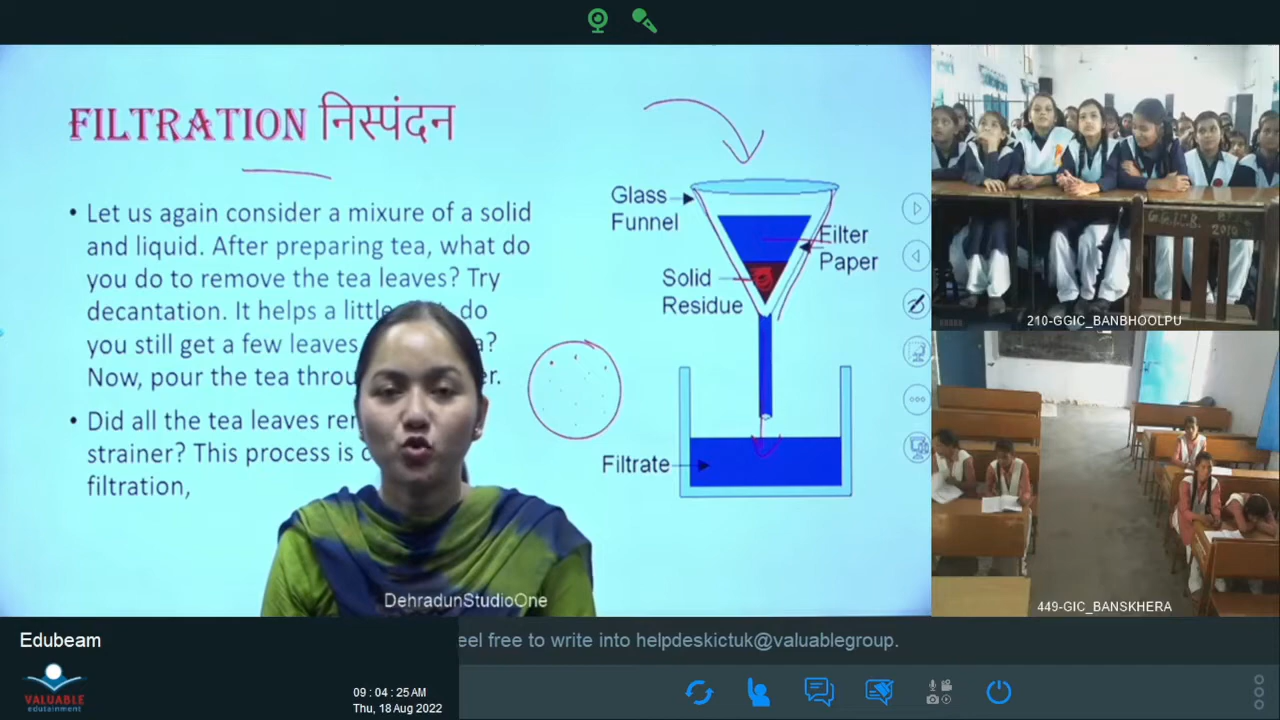 FILTRATION निस्पंदन
• Let us again consider a mixure of a solid
and liquid. After preparing tea, what do
you do to remove the tea leaves? Try
decantation. It helps a little do
you still get a few leaves
Now, pour the tea
• Did all the tea leaves
strainer? This process is
filtration,
Glass
Funnel
Filter
Paper
Solid
Residue
Filtrate
DehradunStudioOne
210-GGIC_BANBHOOLPU
449-GIC_BANSKHERA
Edubeam
VALUABLE
edutainment
09 : 04 : 25 AM
Thu, 18 Aug 2022
eel free to write into helpdeskictuk@valuablegroup.